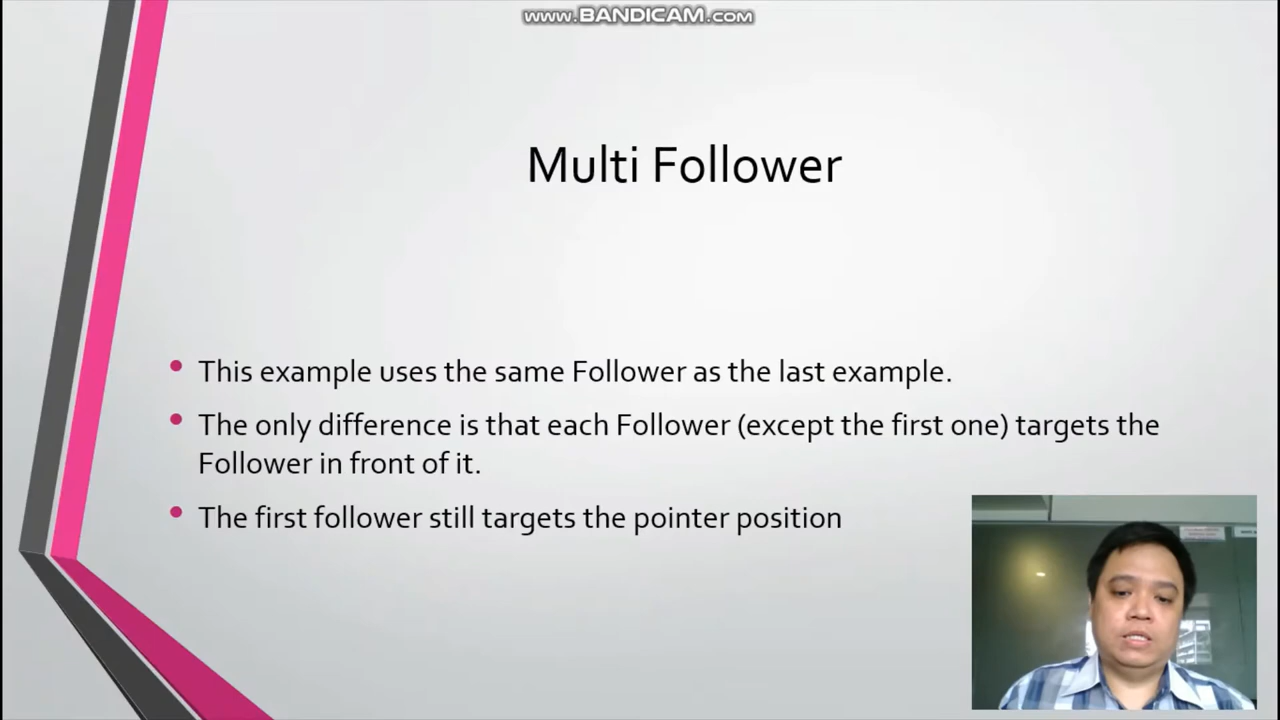 www.BANDICAM.com
Multi Follower
• This example uses the same Follower as the last example.
• The only difference is that each Follower (except the first one) targets the
Follower in front of it.
• The first follower still targets the pointer position